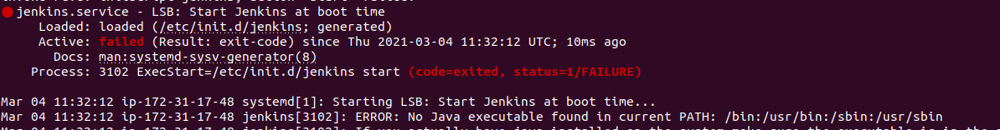 jenkins.service - LSB: Start Jenkins at boot time
Loaded: loaded (/etc/init.d/jenkins; generated)
Active: failed (Result: exit-code) since Thu 2021-03-04 11:32:12 UTC; 10ms ago
Docs: man:systemd-sysv-generator(8)
Process: 3102 ExecStart=/etc/init.d/jenkins start (code=exited, status=1/FAILURE)
Mar 04 11:32:12 ip-172-31-17-48 systemd[1]: Starting LSB: Start Jenkins at boot time...
Mar 04 11:32:12 ip-172-31-17-48 jenkins[3102]: ERROR: No Java executable found in current PATH: /bin:/usr/bin:/sbin:/usr/sbin